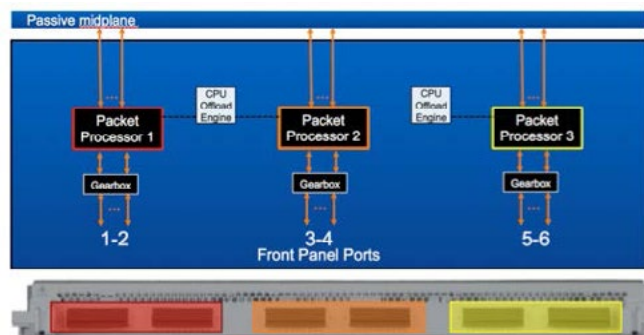 Passive midplane
...
...
...
CPU
Offload
Engine
CPU
Offload
Engine
Packet
Processor 1
Packet
Processor 2
Packet
Processor 3
Gearbox
Gearbox
Gearbox
...
...
...
1-2
3-4
5-6
Front Panel Ports